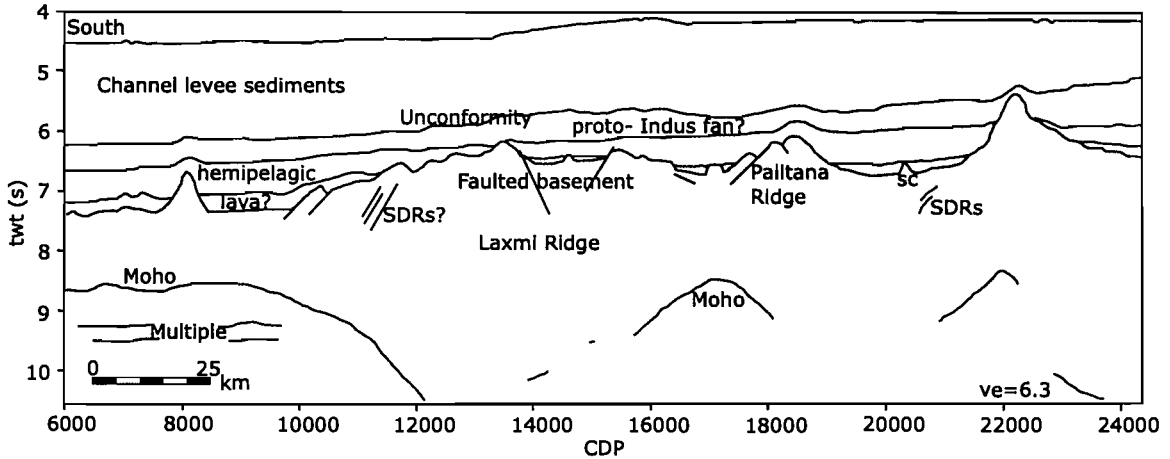 4
South
5
Channel levee sediments
Unconformity
6
proto- Indus fan?
hemipelagic
7
lava?
Faulted basement
Pailtana
Ridge
sc
SDRs?
SDRs
twt (s)
8
Laxmi Ridge
Moho
Moho
9
Multiple
10
0 25
km
ve=6.3
6000 8000 10000 12000 14000 16000 18000 20000 22000 24000
CDP